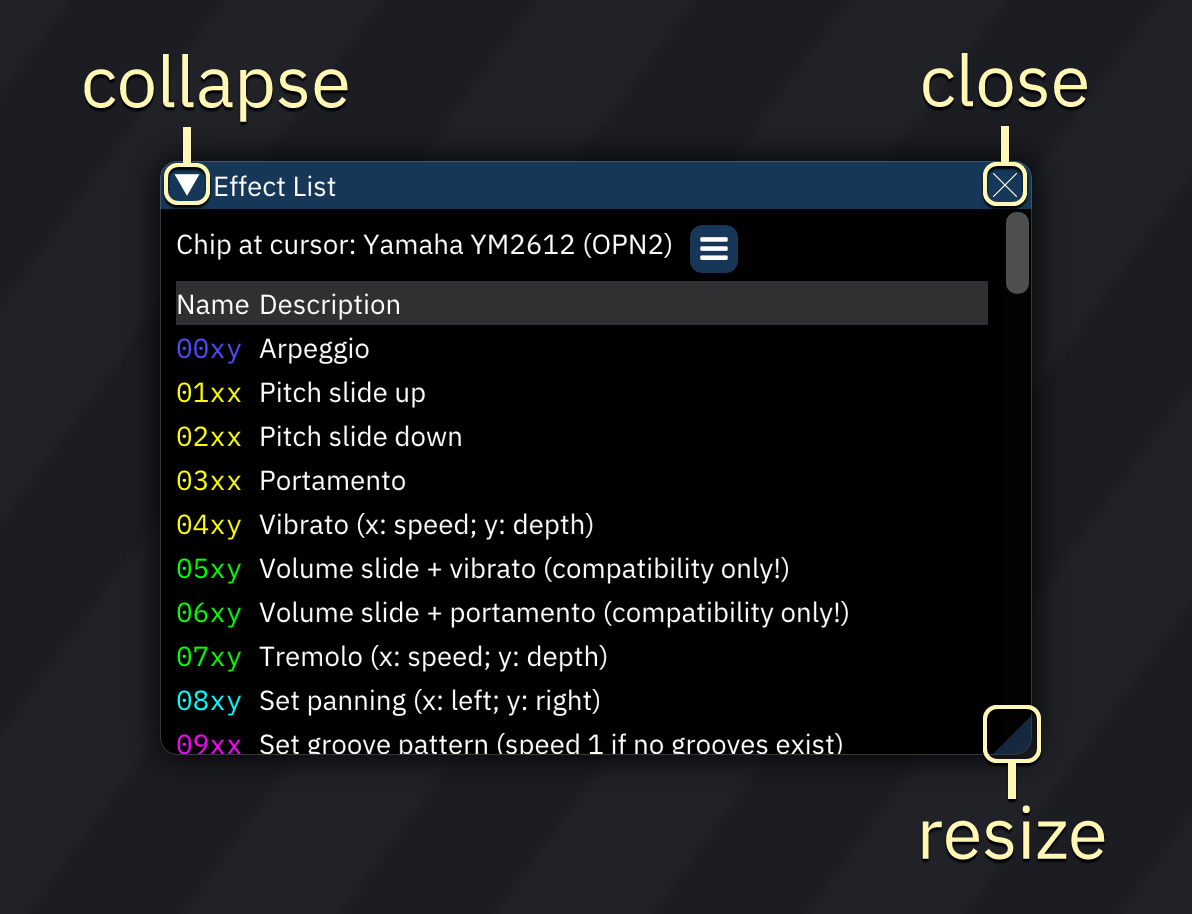 collapse
close
Effect List
Chip at cursor: Yamaha YM2612 (OPN2)
Name Description
00xy Arpeggio
01xx Pitch slide up
02xx Pitch slide down
03xx Portamento
04xy Vibrato (x: speed; y: depth)
05xy Volume slide + vibrato (compatibility only!)
06xy Volume slide + portamento (compatibility only!)
07xy Tremolo (x: speed; y: depth)
08xy Set panning (x: left; y: right)
09xx Set groove pattern (speed 1 if no grooves exist)
resize